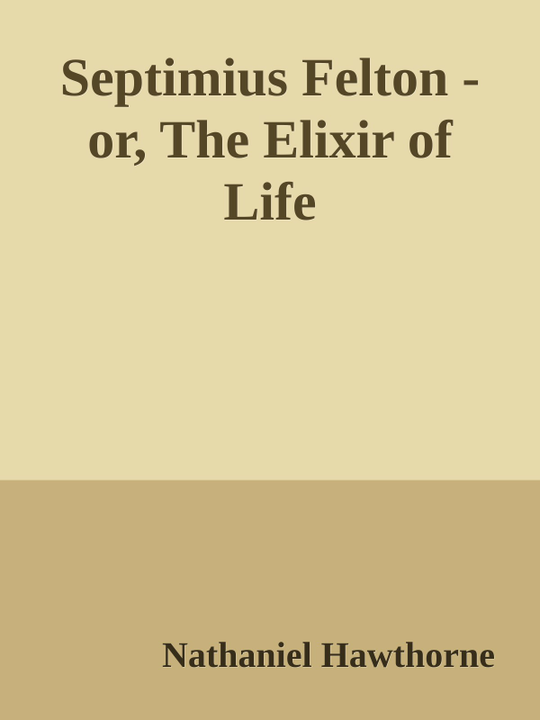 Septimius Felton -
or, The Elixir of
Life
Nathaniel Hawthorne